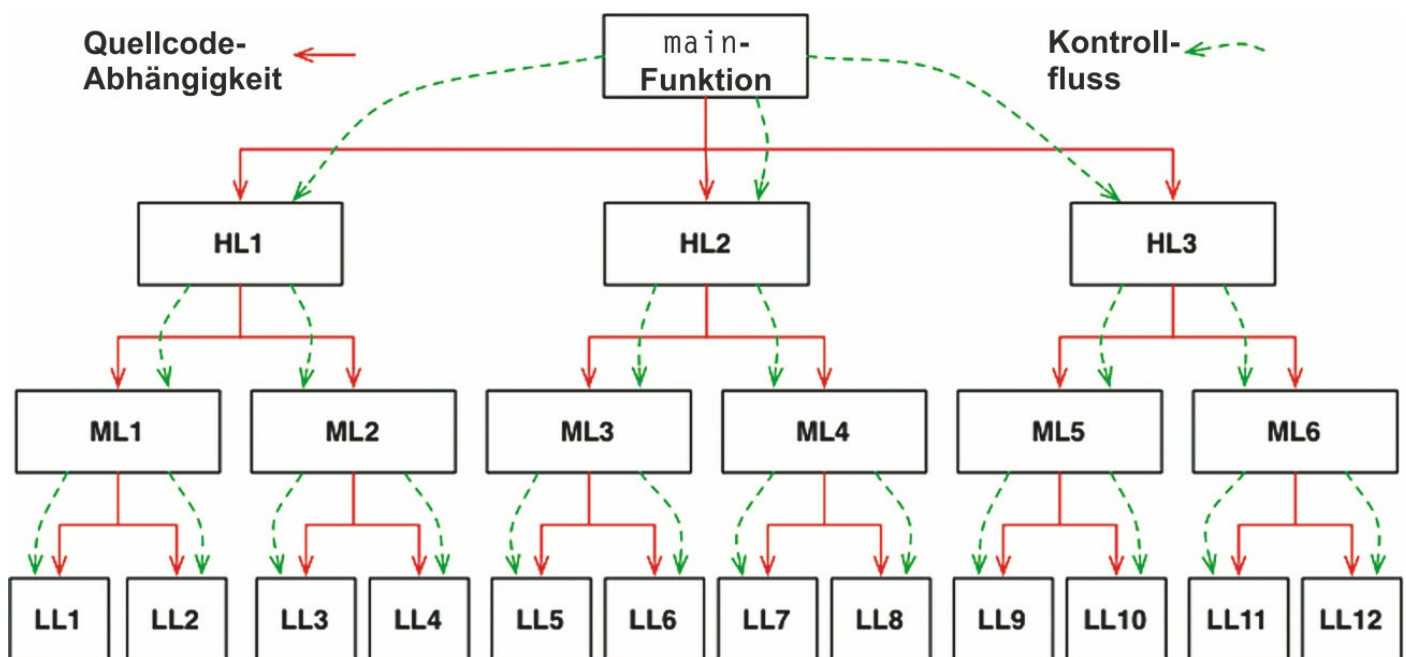 Quellcode-
Abhängigkeit
main-
Funktion
Kontroll-
fluss
HL1
HL2
HL3
ML1
ML2
ML3
ML4
ML5
ML6
LL1
LL2
LL3
LL4
LL5
LL6
LL7
LL8
LL9
LL10
LL11
LL12